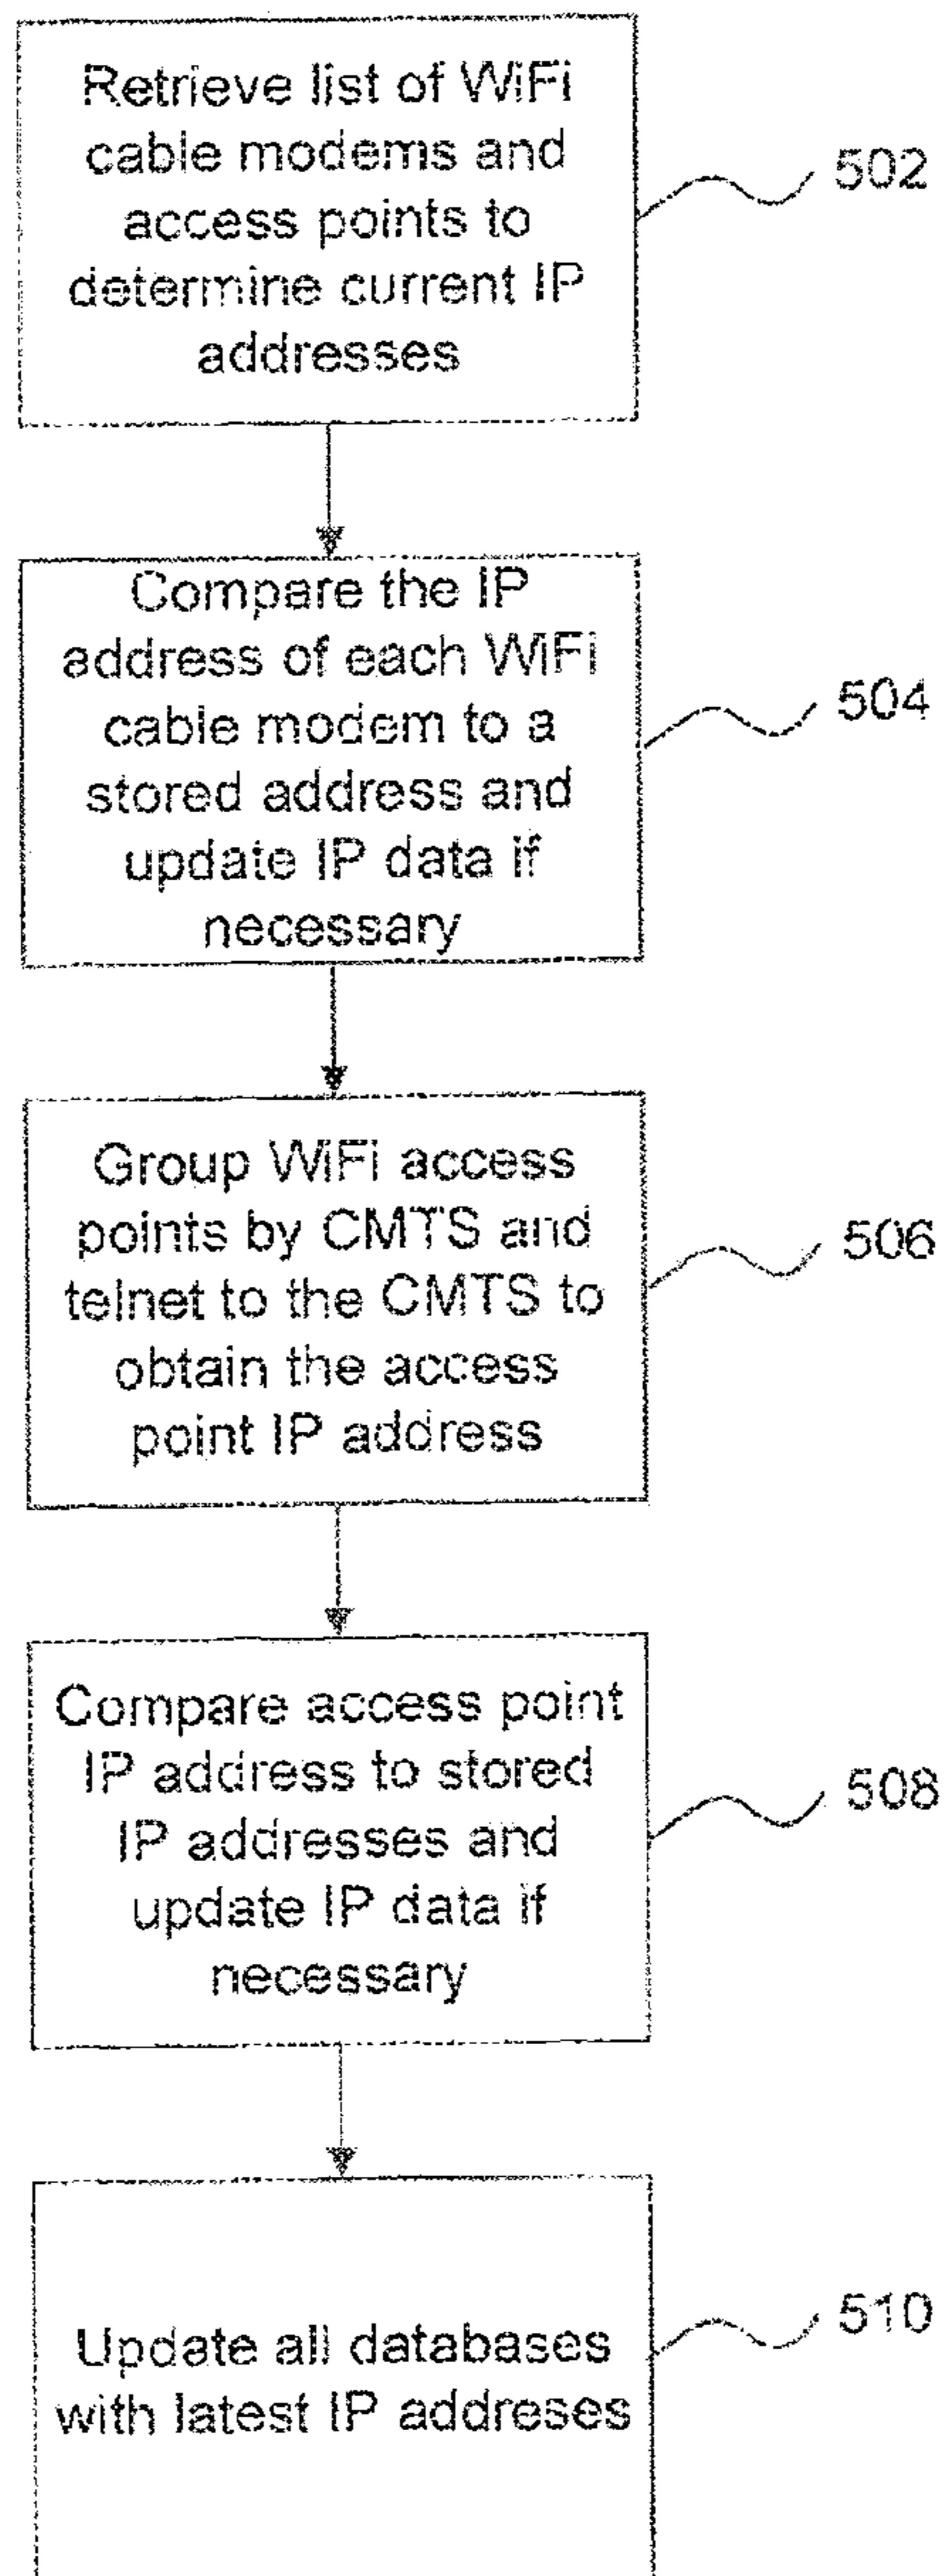 Retrieve list of WiFi
cable modems and
access points to
determine current IP
addresses
502
Compare the IP
address of each WiFi
cable modem to a
stored address and
update IP data if
necessary
504
Group WiFi access
points by CMTS and
telnet to the CMTS to
obtain the access
point IP address
506
Compare access point
IP address to stored
IP addresses and
update IP data if
necessary
508
Update all databases
with latest IP addreses
510